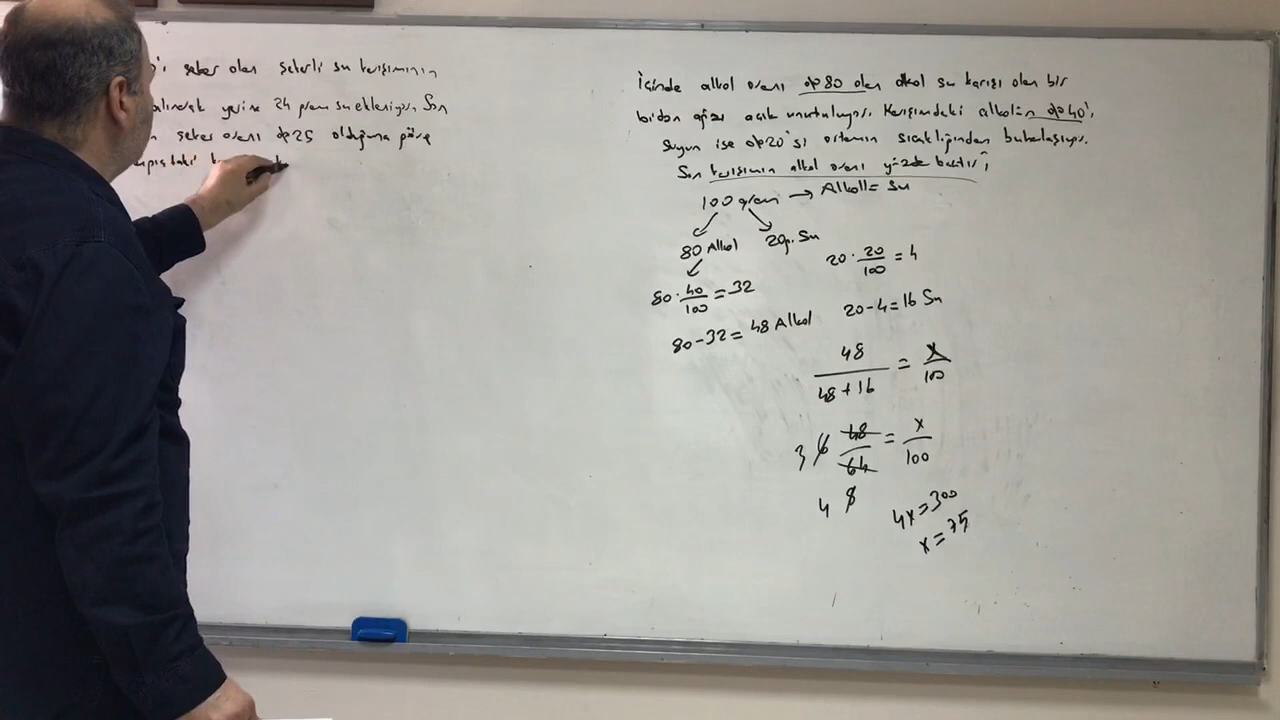 şeker olan şekerli su karışımının
yerine 24 gram su ekleniyor. Son
şeker oranı %25 olduğuna göre
İçinde alkol oranı %80 olan alkol su karışı olan bir
bidon ağzı açık unutuluyor. Karışımdaki alkolün %40'ı,
Suyun ise %20'si ortamın sıcaklığından buharlaşıyor.
Son karışımın alkol oranı yüzde kaçtır?
100 gram → Alkoll = Su
80 Alkol 20g. Su
20 · 20/100 = 4
80 · 40/100 = 32
20 - 4 = 16 Su
80 - 32 = 48 Alkol
48/48+16 = x/100
3 6 48/64 = x/100
4 8
4x = 300
x = 75